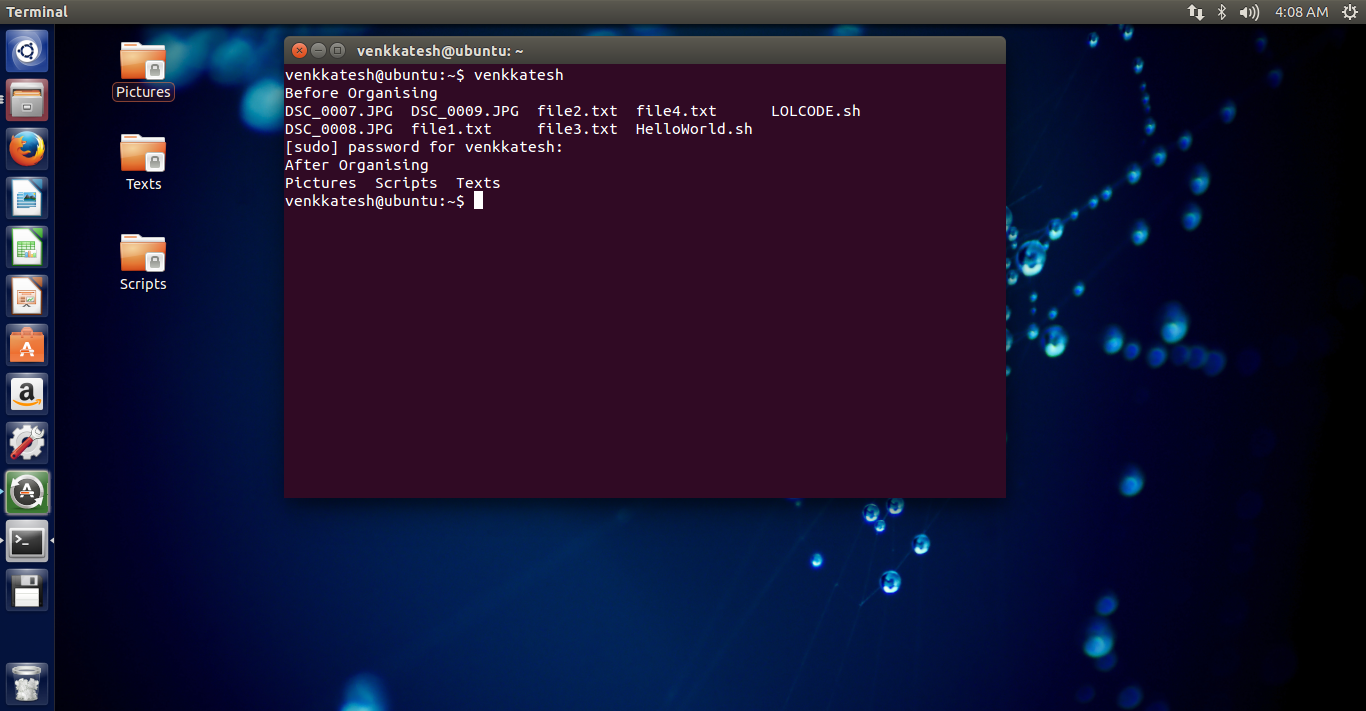 Terminal
4:08 AM
Pictures
Texts
Scripts
venkkatesh@ubuntu: ~
venkkatesh@ubuntu:~$ venkkatesh
Before Organising
DSC_0007.JPG  DSC_0009.JPG  file2.txt  file4.txt      LOLCODE.sh
DSC_0008.JPG  file1.txt     file3.txt  HelloWorld.sh
[sudo] password for venkkatesh:
After Organising
Pictures  Scripts  Texts
venkkatesh@ubuntu:~$